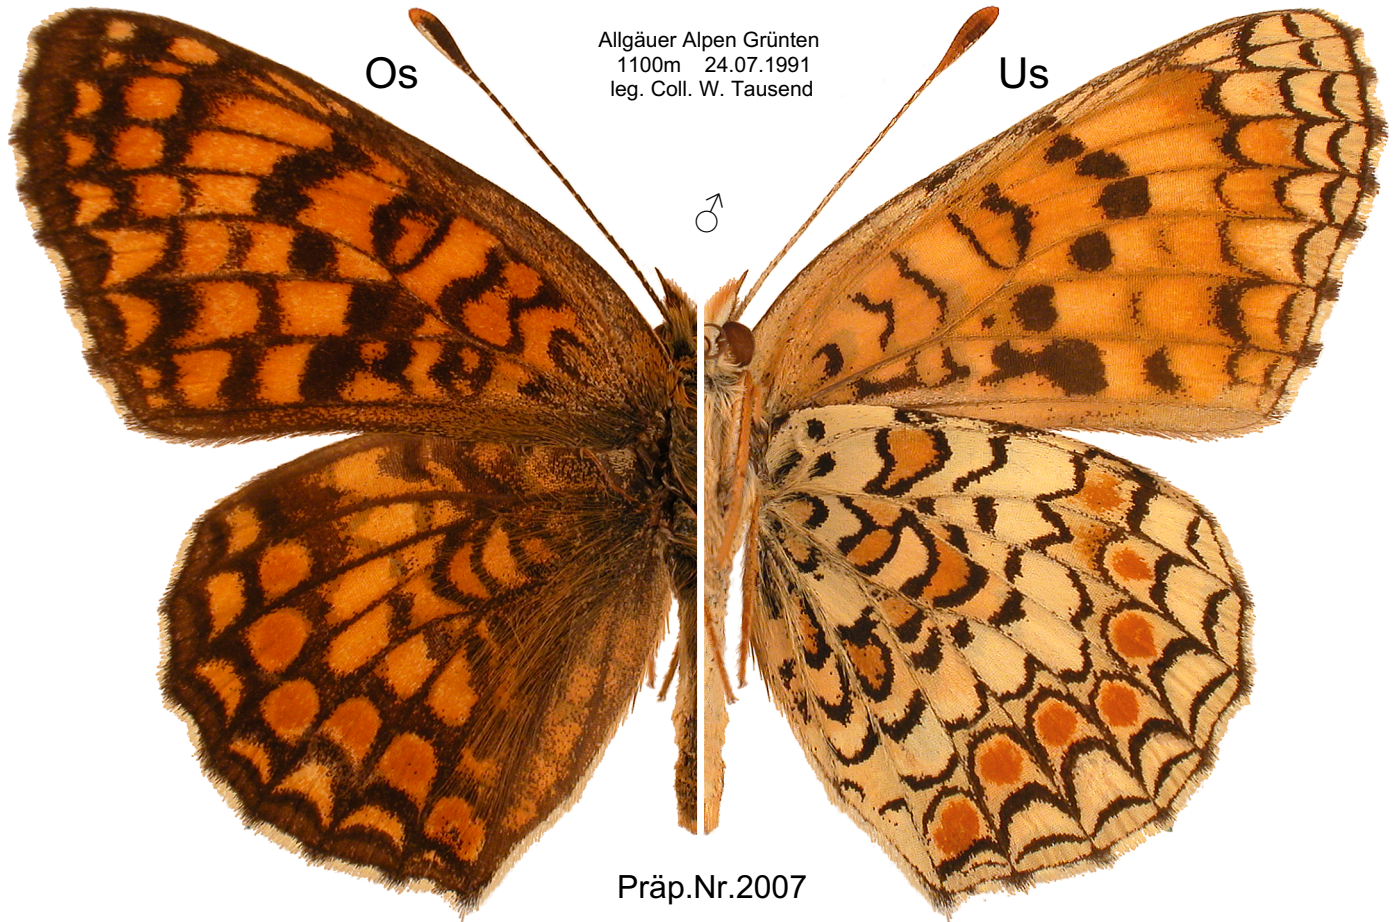 Os
Allgäuer Alpen Grünten
1100m 24.07.1991
leg. Coll. W. Tausend
Us
♂
Präp.Nr.2007